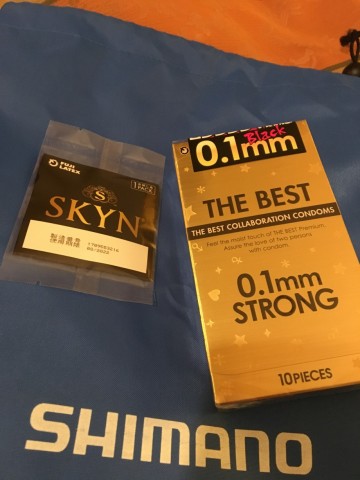 FUJI
LATEX
S
SKYN
製造番号
使用期限
Black
0.1mm
THE BEST
THE BEST COLLABORATION CONDOMS
Feel the moist touch of THE BEST Premium.
Assure the love of two persons
with condom.
0.1mm
STRONG
10PIECES
SHIMANO